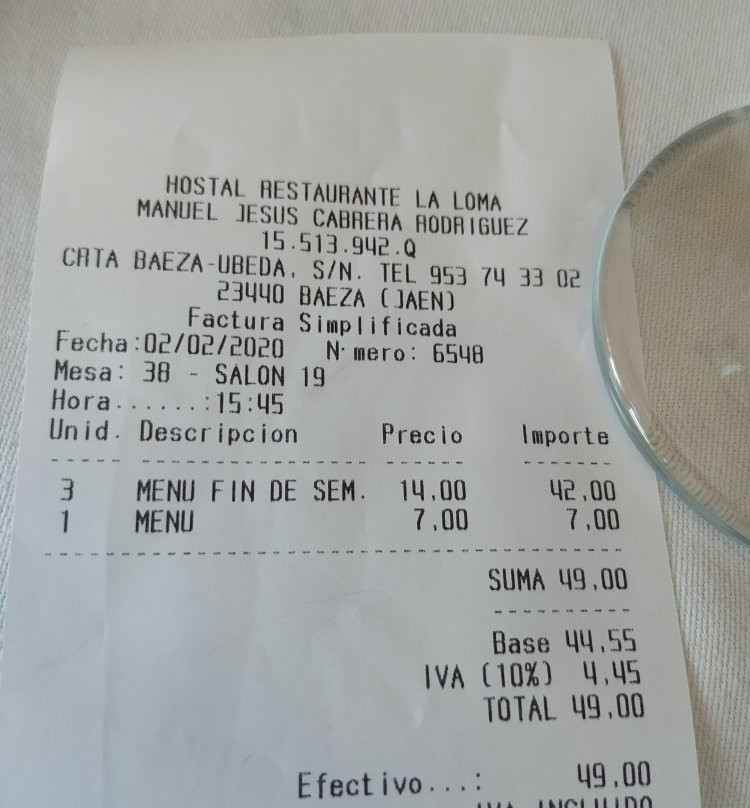 HOSTAL RESTAURANTE LA LOMA
MANUEL JESUS CABRERA RODRIGUEZ
15.513.942.Q
CRTA BAEZA-UBEDA, S/N. TEL 953 74 33 02
23440 BAEZA (JAEN)
Factura Simplificada
Fecha:02/02/2020 N·mero: 6548
Mesa: 38 - SALON 19
Hora......:15:45
Unid. Descripcion Precio Importe
3 MENU FIN DE SEM. 14,00 42,00
1 MENU 7,00 7,00
SUMA 49,00
Base 44,55
IVA (10%) 4,45
TOTAL 49,00
Efectivo...: 49,00
IVA INCLUIDO